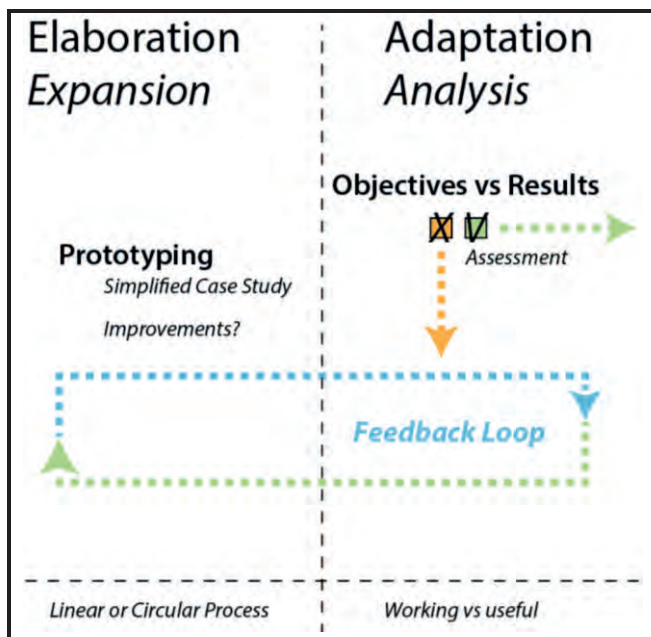 Elaboration
Expansion
Adaptation
Analysis
Objectives vs Results
Assessment
Prototyping
Simplified Case Study
Improvements?
Feedback Loop
Linear or Circular Process
Working vs useful